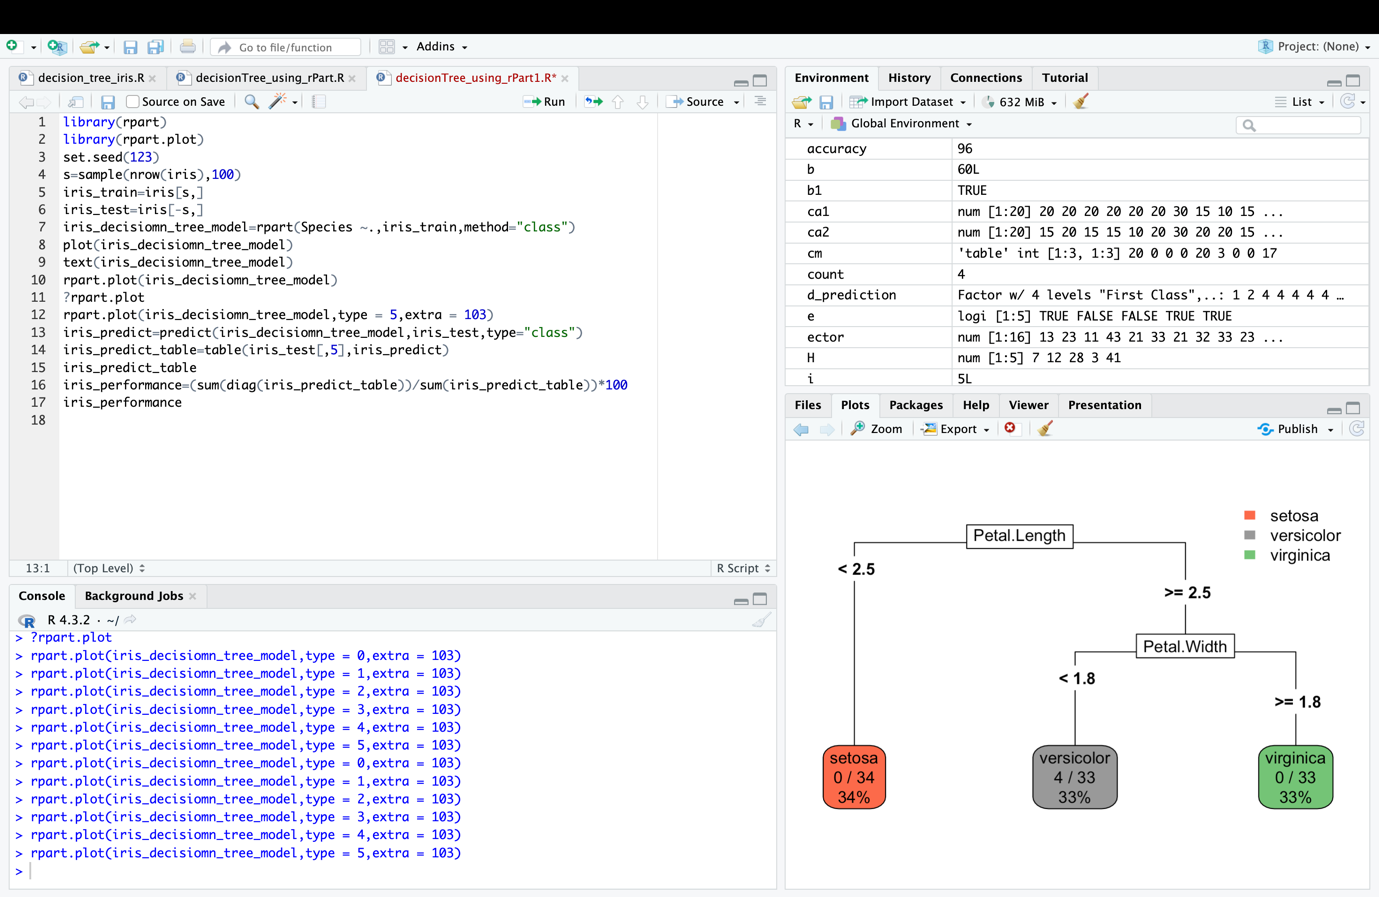 Go to file/function
Addins
Project: (None)
decision_tree_iris.R
decisionTree_using_rPart.R
decisionTree_using_rPart1.R*
Source on Save
Run
Source
1 library(rpart)
2 library(rpart.plot)
3 set.seed(123)
4 s=sample(nrow(iris),100)
5 iris_train=iris[s,]
6 iris_test=iris[-s,]
7 iris_decisiomn_tree_model=rpart(Species ~.,iris_train,method="class")
8 plot(iris_decisiomn_tree_model)
9 text(iris_decisiomn_tree_model)
10 rpart.plot(iris_decisiomn_tree_model)
11 ?rpart.plot
12 rpart.plot(iris_decisiomn_tree_model,type = 5,extra = 103)
13 iris_predict=predict(iris_decisiomn_tree_model,iris_test,type="class")
14 iris_predict_table=table(iris_test[,5],iris_predict)
15 iris_predict_table
16 iris_performance=(sum(diag(iris_predict_table))/sum(iris_predict_table))*100
17 iris_performance
18
13:1 (Top Level) R Script
Console Background Jobs
R 4.3.2 · ~/
> ?rpart.plot
> rpart.plot(iris_decisiomn_tree_model,type = 0,extra = 103)
> rpart.plot(iris_decisiomn_tree_model,type = 1,extra = 103)
> rpart.plot(iris_decisiomn_tree_model,type = 2,extra = 103)
> rpart.plot(iris_decisiomn_tree_model,type = 3,extra = 103)
> rpart.plot(iris_decisiomn_tree_model,type = 4,extra = 103)
> rpart.plot(iris_decisiomn_tree_model,type = 5,extra = 103)
> rpart.plot(iris_decisiomn_tree_model,type = 0,extra = 103)
> rpart.plot(iris_decisiomn_tree_model,type = 1,extra = 103)
> rpart.plot(iris_decisiomn_tree_model,type = 2,extra = 103)
> rpart.plot(iris_decisiomn_tree_model,type = 3,extra = 103)
> rpart.plot(iris_decisiomn_tree_model,type = 4,extra = 103)
> rpart.plot(iris_decisiomn_tree_model,type = 5,extra = 103)
>
Environment History Connections Tutorial
Import Dataset 632 MiB List
R Global Environment
accuracy 96
b 60L
b1 TRUE
ca1 num [1:20] 20 20 20 20 20 20 30 15 10 15 ...
ca2 num [1:20] 15 20 15 15 10 20 30 20 20 15 ...
cm 'table' int [1:3, 1:3] 20 0 0 0 20 3 0 0 17
count 4
d_prediction Factor w/ 4 levels "First Class",..: 1 2 4 4 4 4 4 …
e logi [1:5] TRUE FALSE FALSE TRUE TRUE
ector num [1:16] 13 23 11 43 21 33 21 32 33 23 ...
H num [1:5] 7 12 28 3 41
i 5L
Files Plots Packages Help Viewer Presentation
Zoom Export Publish
setosa
versicolor
virginica
Petal.Length
< 2.5
>= 2.5
Petal.Width
< 1.8
>= 1.8
setosa
0 / 34
34%
versicolor
4 / 33
33%
virginica
0 / 33
33%